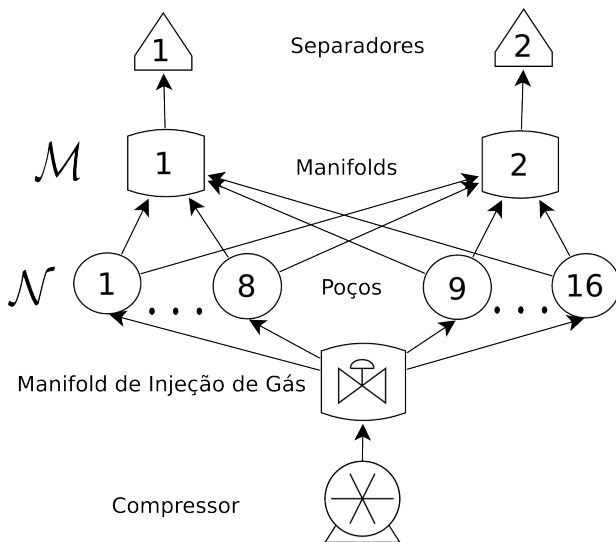 1 Separadores 2
ℳ 1 Manifolds 2
𝒩 1 ... 8 Poços 9 ... 16
Manifold de Injeção de Gás
Compressor